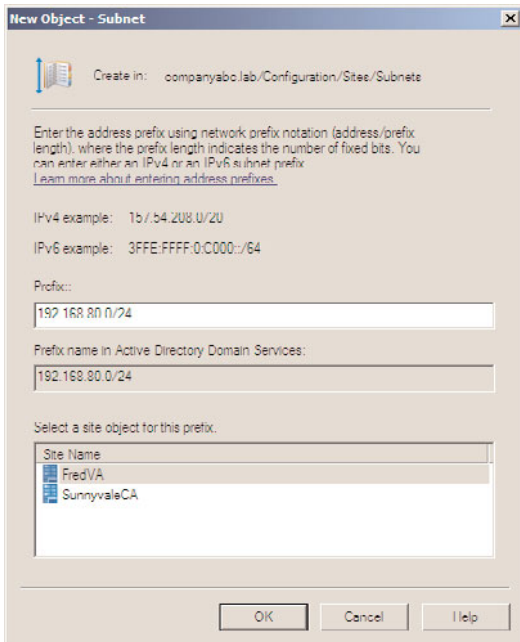 New Object - Subnet
Create in: companyabc.lab/Configuration/Sites/Subnets
Enter the address prefix using network prefix notation (address/prefix
length), where the prefix length indicates the number of fixed bits. You
can enter either an IPv4 or an IPv6 subnet prefix.
Learn more about entering address prefixes.
IPv4 example: 157.54.208.0/20
IPv6 example: 3FFE:FFFF:0:C000::/64
Prefix::
192.168.80.0/24
Prefix name in Active Directory Domain Services:
192.168.80.0/24
Select a site object for this prefix.
Site Name
FredVA
SunnyvaleCA
OK Cancel Help